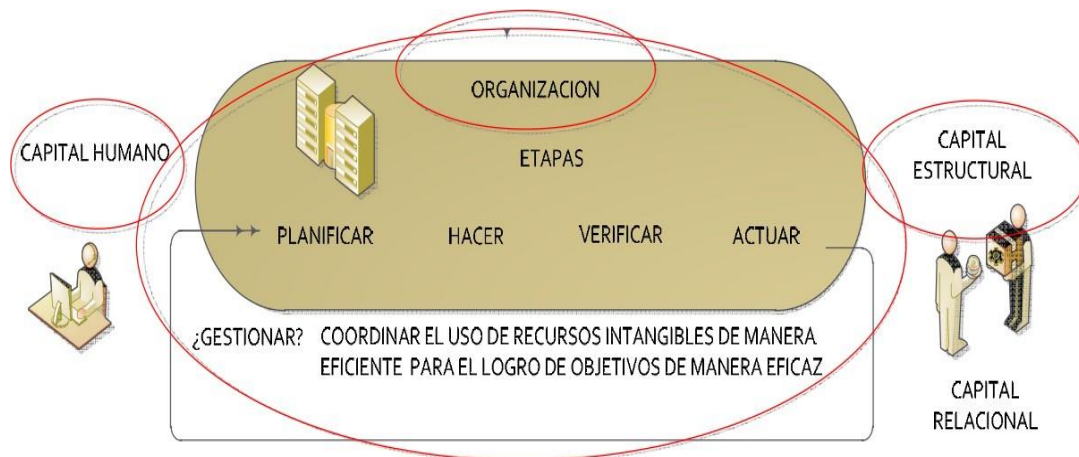 ORGANIZACION
CAPITAL HUMANO
CAPITAL
ESTRUCTURAL
ETAPAS
PLANIFICAR HACER VERIFICAR ACTUAR
¿GESTIONAR? COORDINAR EL USO DE RECURSOS INTANGIBLES DE MANERA
EFICIENTE PARA EL LOGRO DE OBJETIVOS DE MANERA EFICAZ
CAPITAL
RELACIONAL